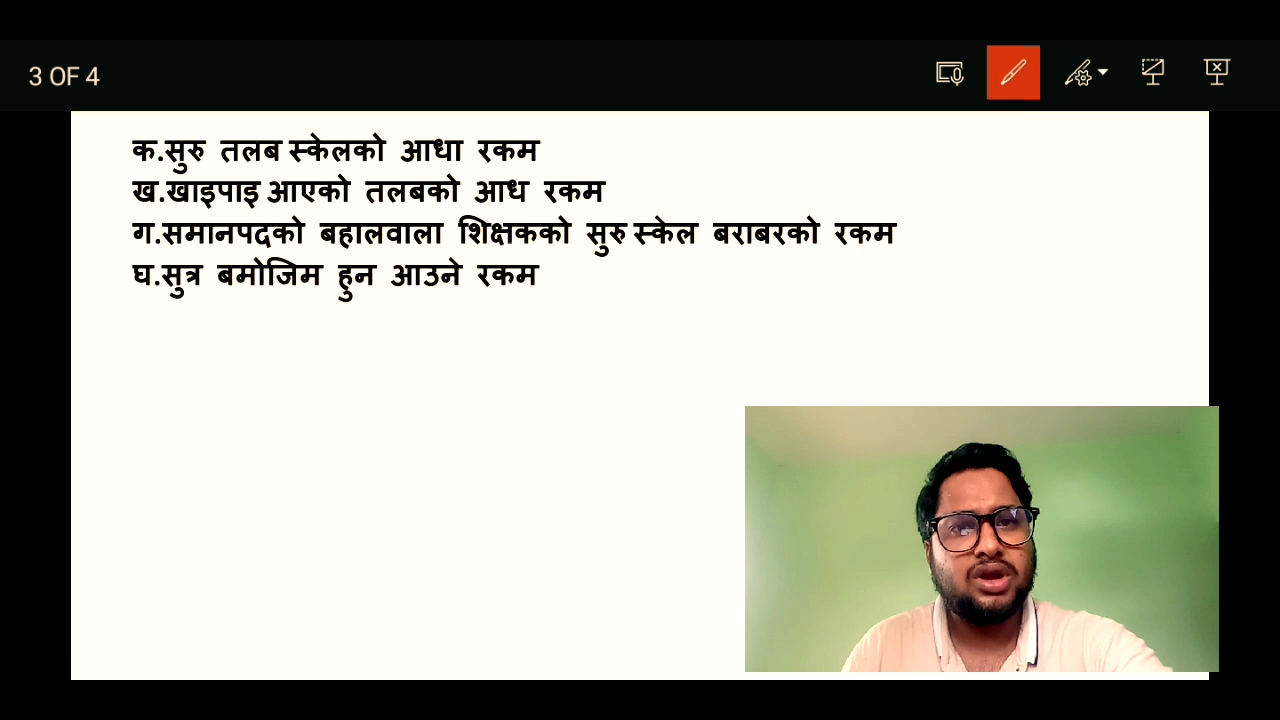 3 OF 4
क.सुरु तलब स्केलको आधा रकम
ख.खाइपाइ आएको तलबको आध रकम
ग.समानपदको बहालवाला शिक्षकको सुरु स्केल बराबरको रकम
घ.सुत्र बमोजिम हुन आउने रकम